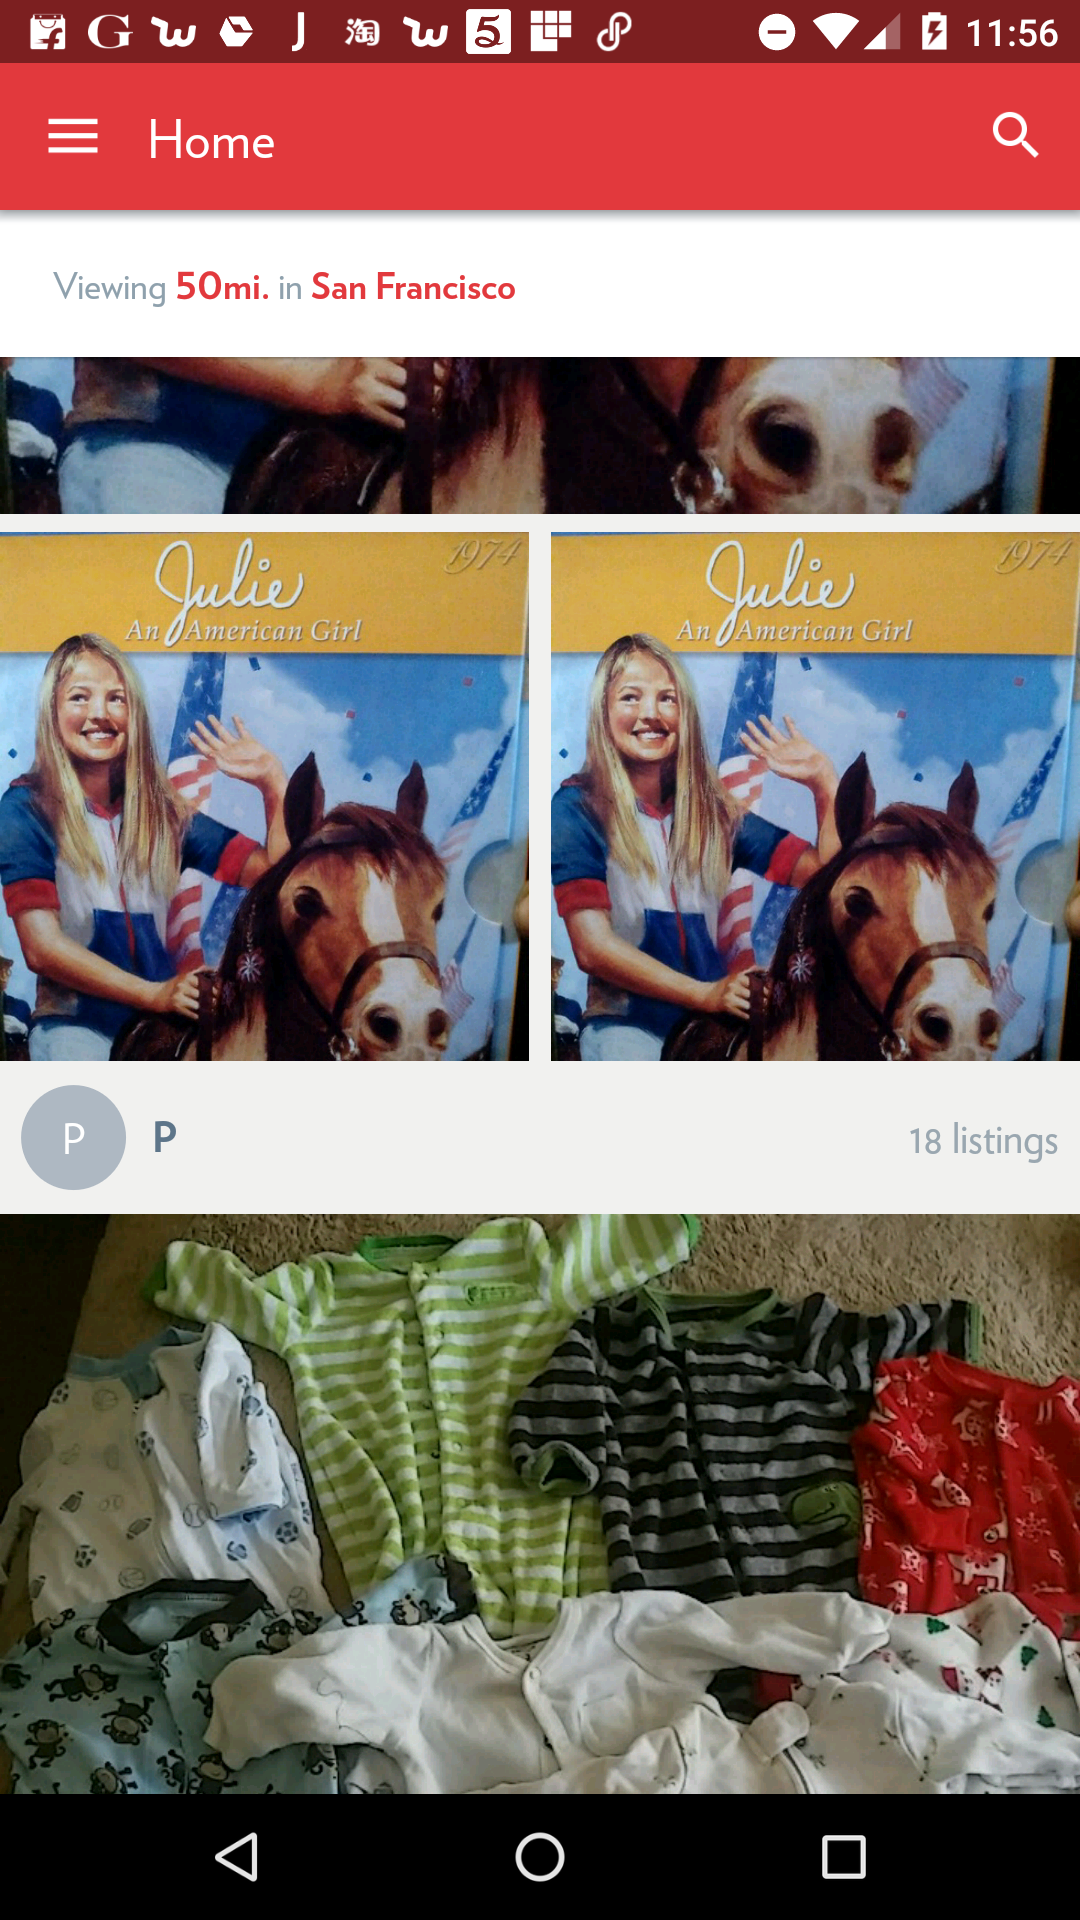 11:56
Home
Viewing 50mi. in San Francisco
1974
Julie
An American Girl
1974
Julie
An American Girl
P
P
18 listings